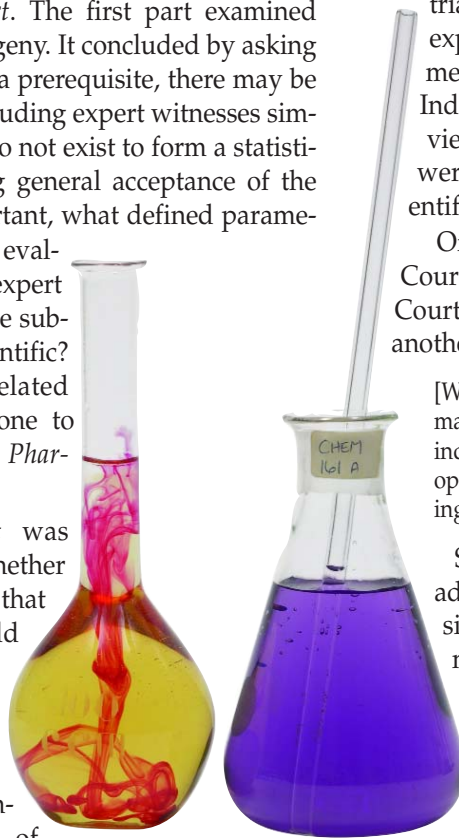 rt. The first part examined
geny. It concluded by asking
a prerequisite, there may be
uding expert witnesses sim-
o not exist to form a statisti-
g general acceptance of the
rtant, what defined parame-
eval-
expert
e sub-
ntific?
elated
one to
Phar-
was
hether
that
ld
n-
of
CHEM
161 A
tria
exp
me
Ind
vie
wer
entif
O
Cour
Court
anothe
[W
ma
ind
op
ing
S
ad
si
r